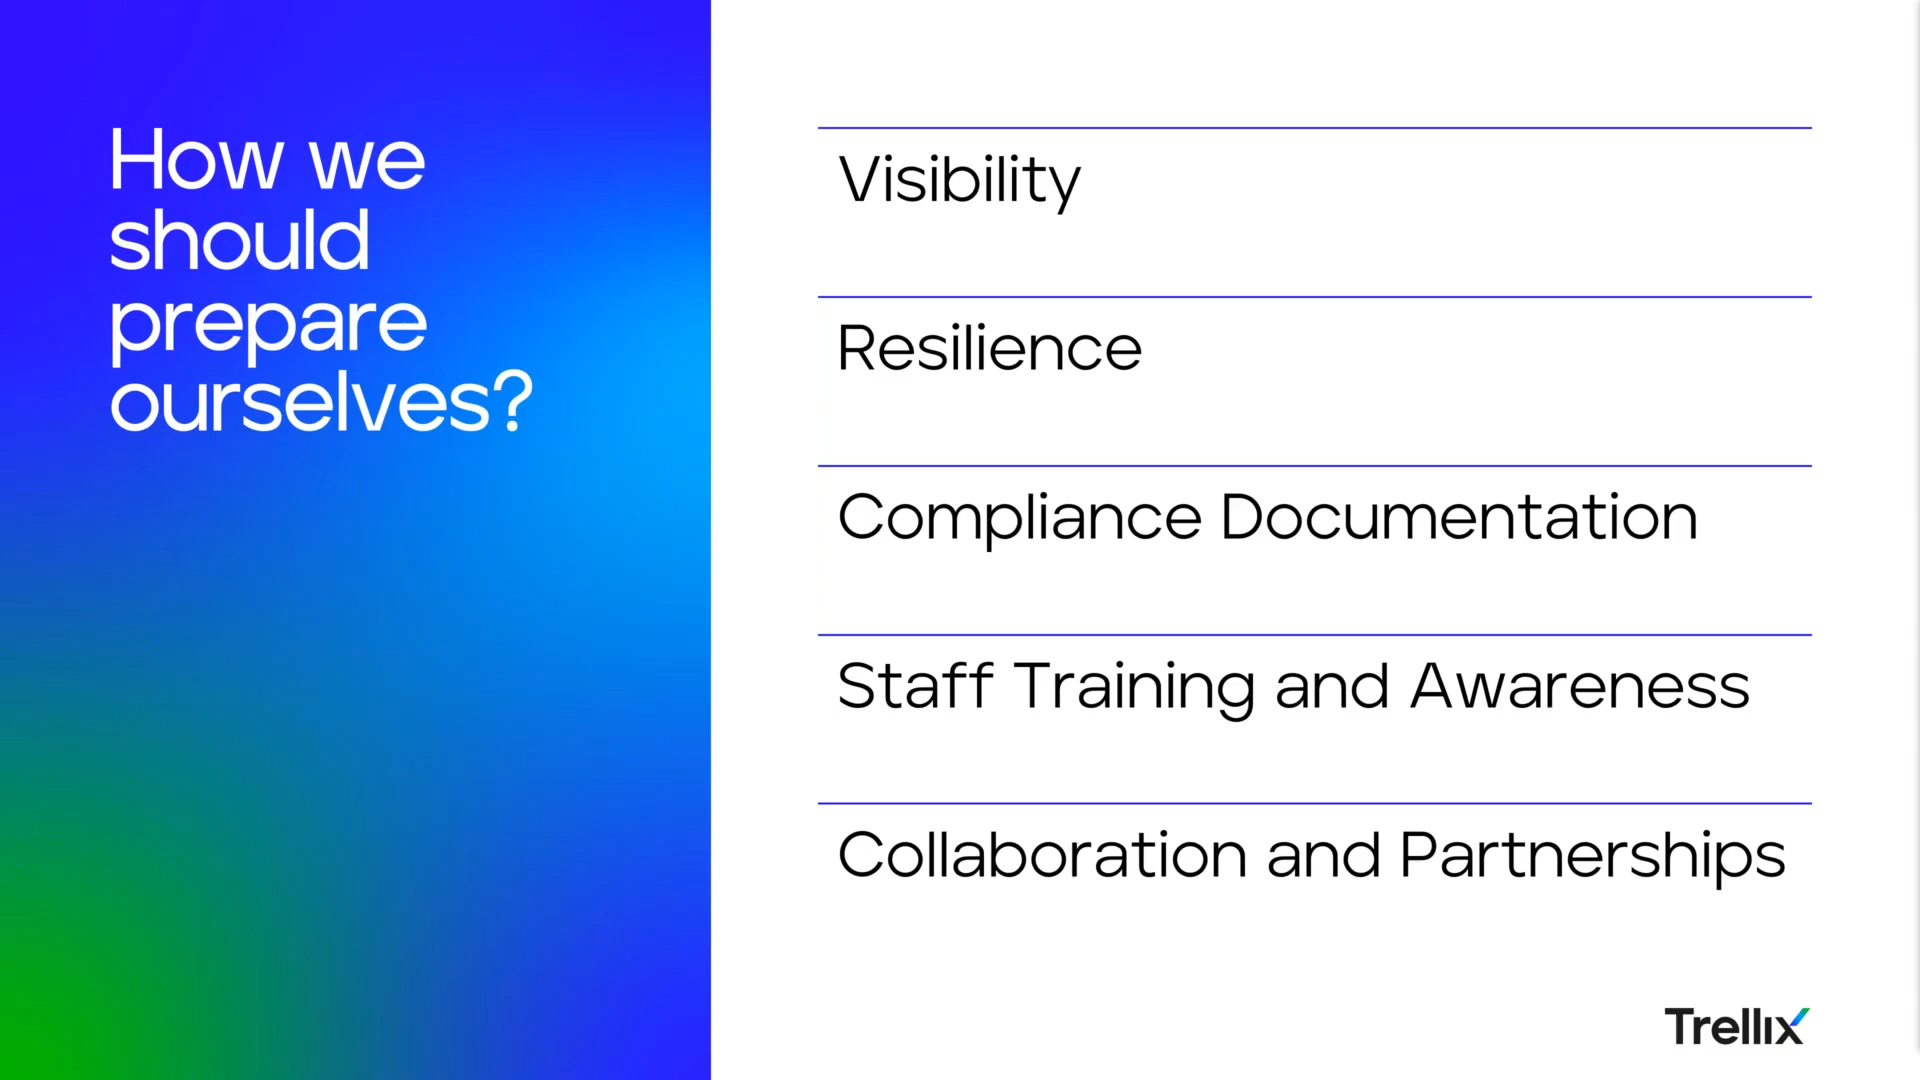 How we
should
prepare
ourselves?
Visibility
Resilience
Compliance Documentation
Staff Training and Awareness
Collaboration and Partnerships
Trellix